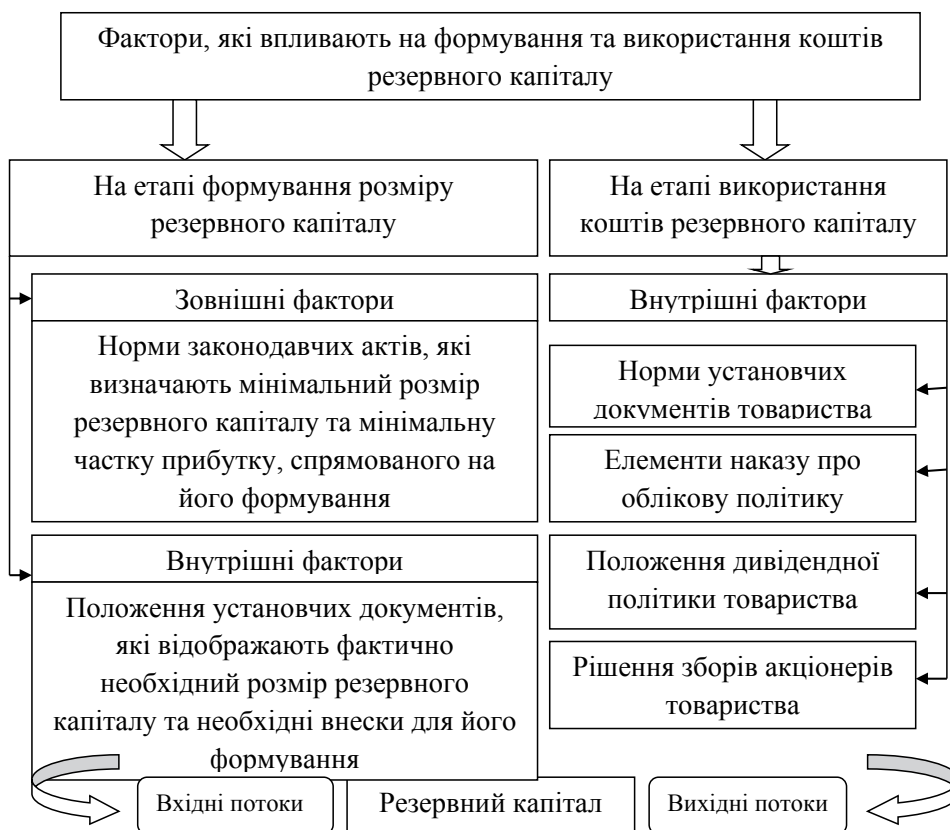 Фактори, які впливають на формування та використання коштів
резервного капіталу
На етапі формування розміру
резервного капіталу
На етапі використання
коштів резервного капіталу
Зовнішні фактори
Норми законодавчих актів, які
визначають мінімальний розмір
резервного капіталу та мінімальну
частку прибутку, спрямованого на
його формування
Внутрішні фактори
Положення установчих документів,
які відображають фактично
необхідний розмір резервного
капіталу та необхідні внески для його
формування
Внутрішні фактори
Норми установчих
документів товариства
Елементи наказу про
облікову політику
Положення дивідендної
політики товариства
Рішення зборів акціонерів
товариства
Вхідні потоки
Резервний капітал
Вихідні потоки